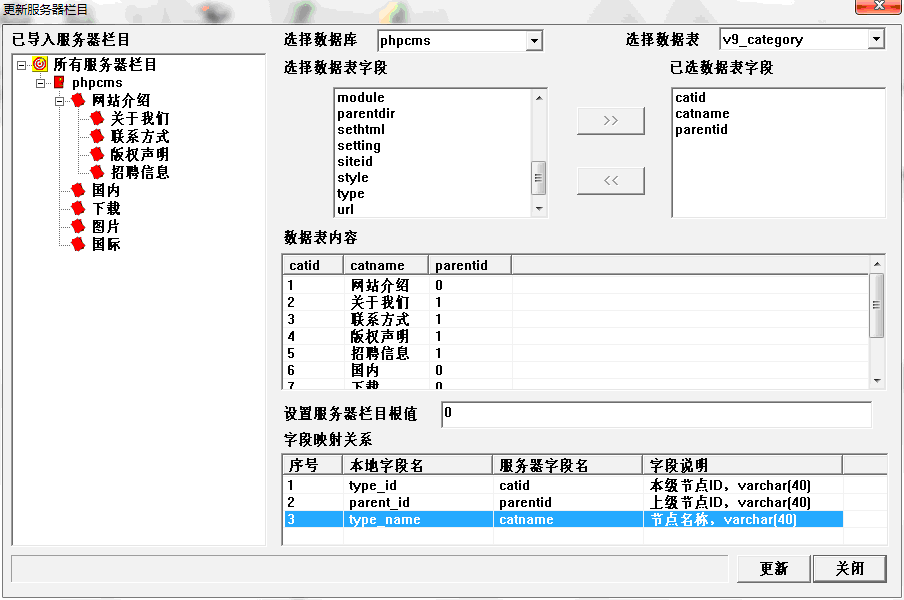 更新服务器栏目
已导入服务器栏目
所有服务器栏目
phpcms
网站介绍
关于我们
联系方式
版权声明
招聘信息
国内
下载
图片
国际
选择数据库 phpcms
选择数据表 v9_category
选择数据表字段
module
parentdir
sethtml
setting
siteid
style
type
url
>>
<<
已选数据表字段
catid
catname
parentid
数据表内容
catid catname parentid
1 网站介绍 0
2 关于我们 1
3 联系方式 1
4 版权声明 1
5 招聘信息 1
6 国内 0
7 下载 0
设置服务器栏目根值 0
字段映射关系
序号 本地字段名 服务器字段名 字段说明
1 type_id catid 本级节点ID，varchar(40)
2 parent_id parentid 上级节点ID，varchar(40)
3 type_name catname 节点名称，varchar(40)
更新 关闭